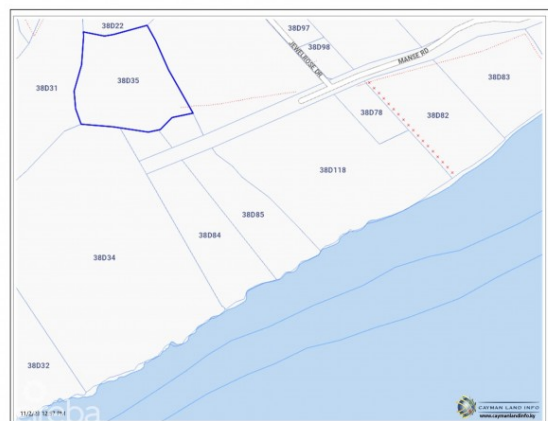 38D22
38D97
38D98
JEWELROSE DR
MANSE RD
38D83
38D31
38D35
38D78
38D82
38D118
38D85
38D84
38D34
38D32
CAYMAN LAND INFO
www.caymanlandinfo.ky